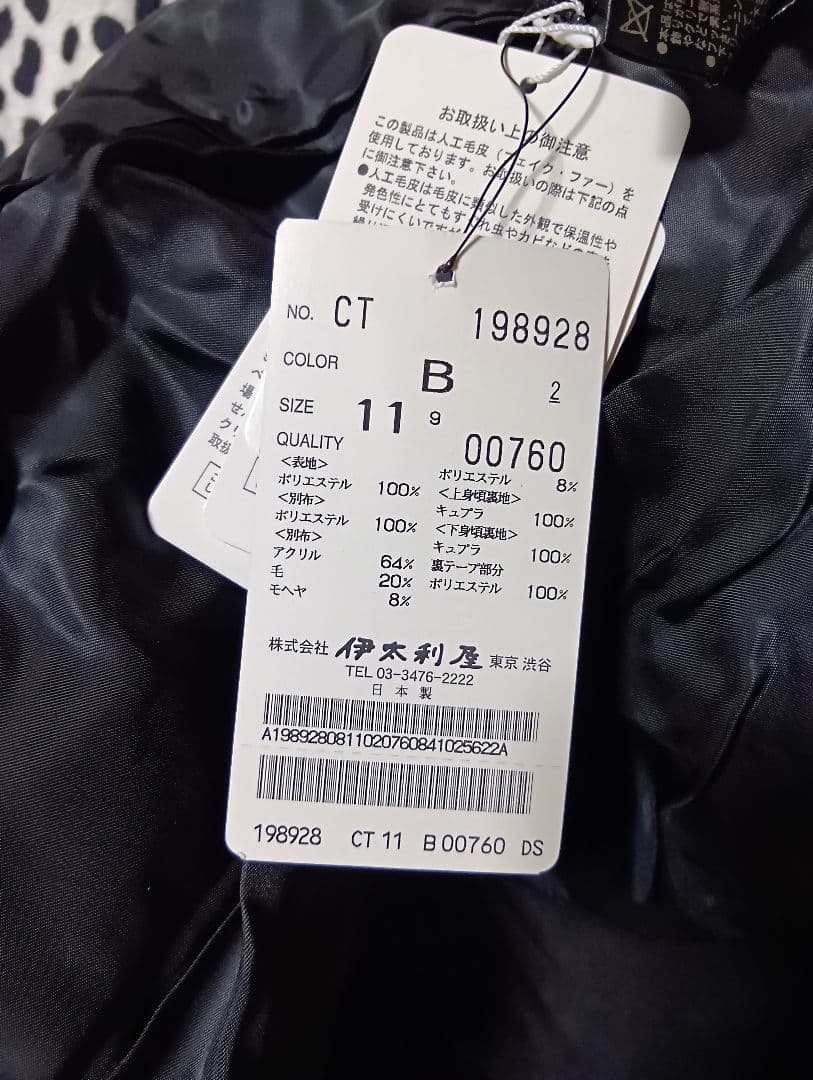 お取扱い上の御注意
この製品は人工毛皮（フェイク・ファー）を
使用しております。お取扱いの際は下記の点
に御注意下さい。
●人工毛皮は毛皮に類似した外観で保温性や
発色性にとてもすぐれ虫やカビなどの
受けにくいですが
NO. CT 198928
COLOR B 2
SIZE 11 9
QUALITY 00760
<表地>
ポリエステル 100%
<別布>
ポリエステル 100%
<別布>
アクリル 64%
毛 20%
モヘヤ 8%
ポリエステル 8%
<上身頃裏地>
キュプラ 100%
<下身頃裏地>
キュプラ 100%
裏テープ部分
ポリエステル 100%
株式会社 伊太利屋 東京 渋谷
TEL 03-3476-2222
日本製
A1989280811020760841025622A
198928 CT 11 B 00760 DS